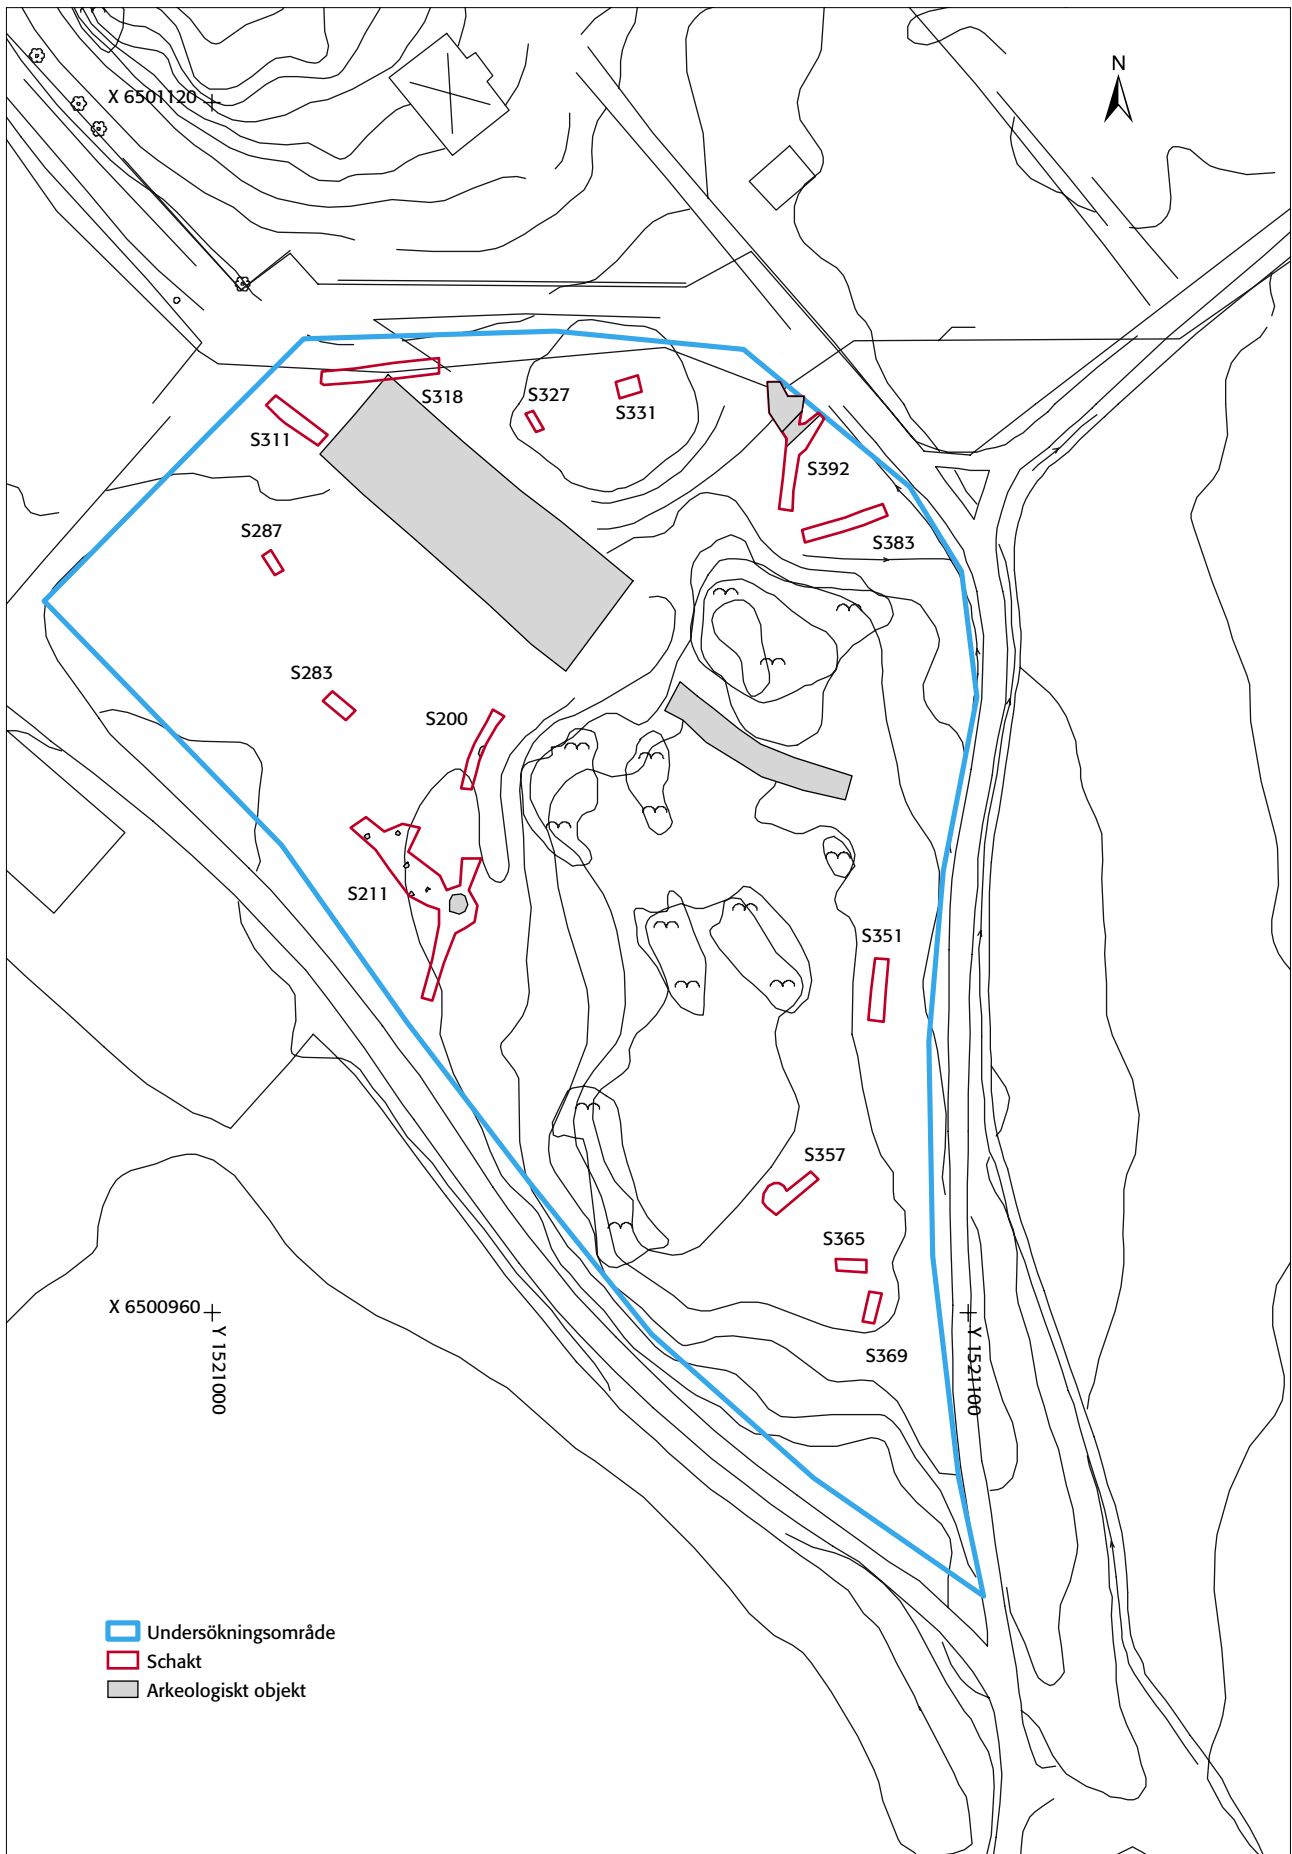 N
X 6501120
S318
S327
S331
S311
S392
S287
S383
S283
S200
S211
S351
S357
S365
X 6500960
Y 1521000
Y 1521100
S369
Undersökningsområde
Schakt
Arkeologiskt objekt